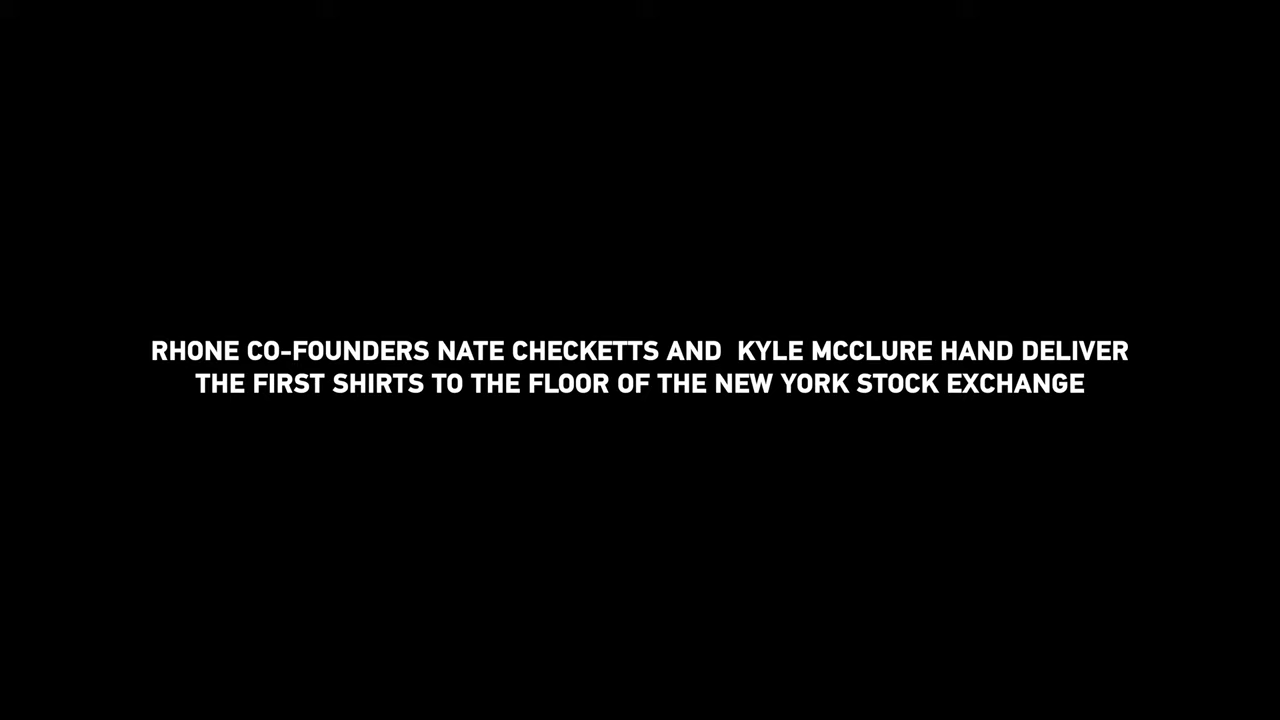 RHONE CO-FOUNDERS NATE CHECKETTS AND  KYLE MCCLURE HAND DELIVER
THE FIRST SHIRTS TO THE FLOOR OF THE NEW YORK STOCK EXCHANGE